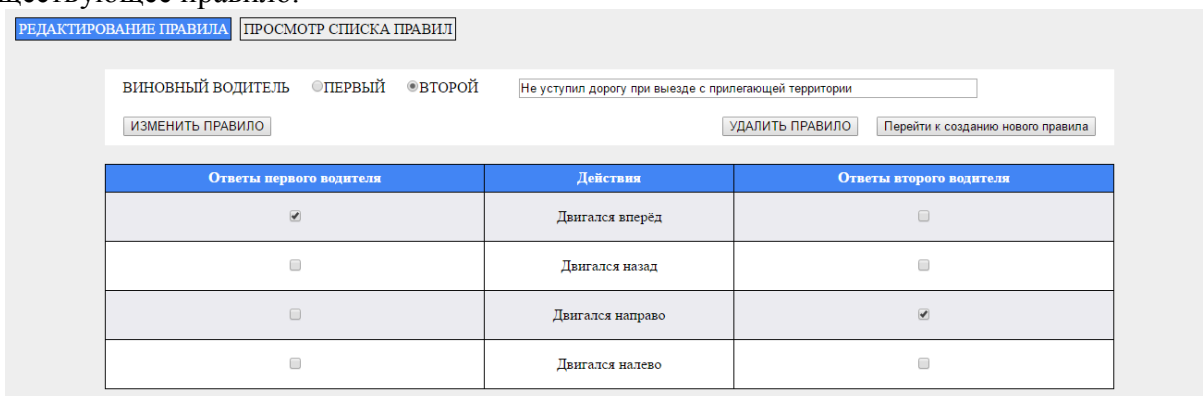 РЕДАКТИРОВАНИЕ ПРАВИЛА ПРОСМОТР СПИСКА ПРАВИЛ
ВИНОВНЫЙ ВОДИТЕЛЬ ПЕРВЫЙ ВТОРОЙ Не уступил дорогу при выезде с прилегающей территории
ИЗМЕНИТЬ ПРАВИЛО УДАЛИТЬ ПРАВИЛО Перейти к созданию нового правила
Ответы первого водителя Действия Ответы второго водителя
Двигался вперёд
Двигался назад
Двигался направо
Двигался налево